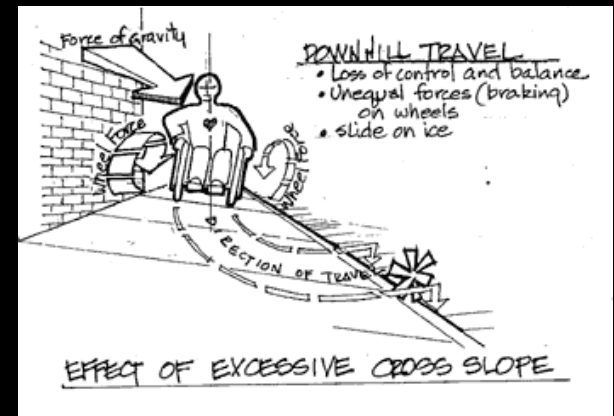 Force of Gravity
DOWNHILL TRAVEL
• Loss of control and balance
• Unequal forces (braking)
on wheels
• Slide on ice
Wheel Force
Wheel Force
DIRECTION OF TRAVEL
EFFECT OF EXCESSIVE CROSS SLOPE